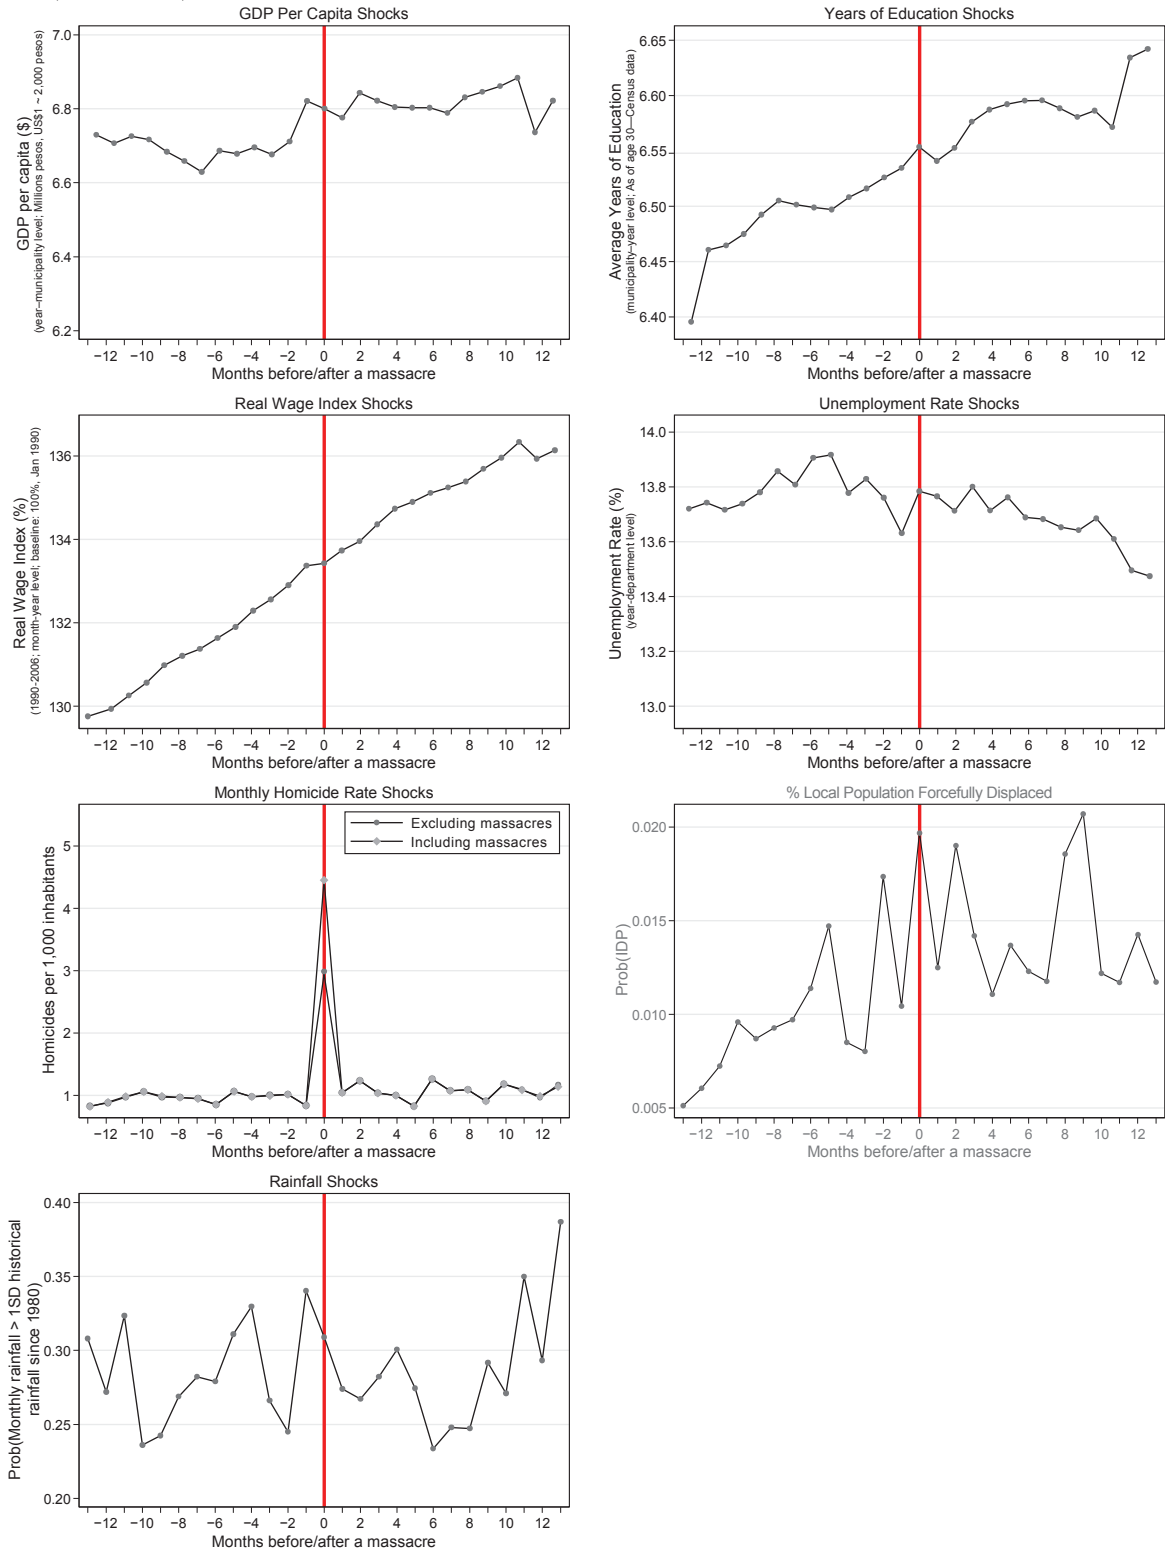 GDP Per Capita Shocks
GDP per capita ($)
(year–municipality level; Millions pesos, US$1 ~ 2,000 pesos)
7.0
6.8
6.6
6.4
6.2
−12 −10 −8 −6 −4 −2 0 2 4 6 8 10 12
Months before/after a massacre
Years of Education Shocks
Average Years of Education
(municipality–year level; As of age 30—Census data)
6.65
6.60
6.55
6.50
6.45
6.40
−12 −10 −8 −6 −4 −2 0 2 4 6 8 10 12
Months before/after a massacre
Real Wage Index Shocks
Real Wage Index (%)
(1990-2006; month-year level; baseline: 100%, Jan 1990)
136
134
132
130
−12 −10 −8 −6 −4 −2 0 2 4 6 8 10 12
Months before/after a massacre
Unemployment Rate Shocks
Unemployment Rate (%)
(year-department level)
14.0
13.8
13.6
13.4
13.2
13.0
−12 −10 −8 −6 −4 −2 0 2 4 6 8 10 12
Months before/after a massacre
Monthly Homicide Rate Shocks
Homicides per 1,000 inhabitants
Excluding massacres
Including massacres
5
4
3
2
1
−12 −10 −8 −6 −4 −2 0 2 4 6 8 10 12
Months before/after a massacre
% Local Population Forcefully Displaced
Prob(IDP)
0.020
0.015
0.010
0.005
−12 −10 −8 −6 −4 −2 0 2 4 6 8 10 12
Months before/after a massacre
Rainfall Shocks
Prob(Monthly rainfall > 1SD historical
rainfall since 1980)
0.40
0.35
0.30
0.25
0.20
−12 −10 −8 −6 −4 −2 0 2 4 6 8 10 12
Months before/after a massacre